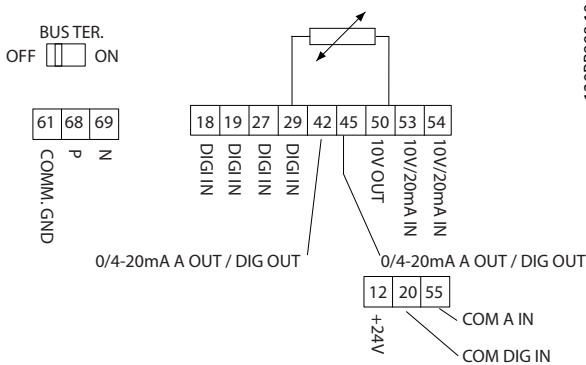 BUS TER.
OFF ON
61 68 69
COMM. GND
P
N
18 19 27 29 42 45 50 53 54
DIGI IN
DIGI IN
DIGI IN
DIGI IN
10V OUT
10V/20mA IN
10V/20mA IN
0/4-20mA A OUT / DIG OUT
0/4-20mA A OUT / DIG OUT
12 20 55
+24V
COM A IN
COM DIG IN